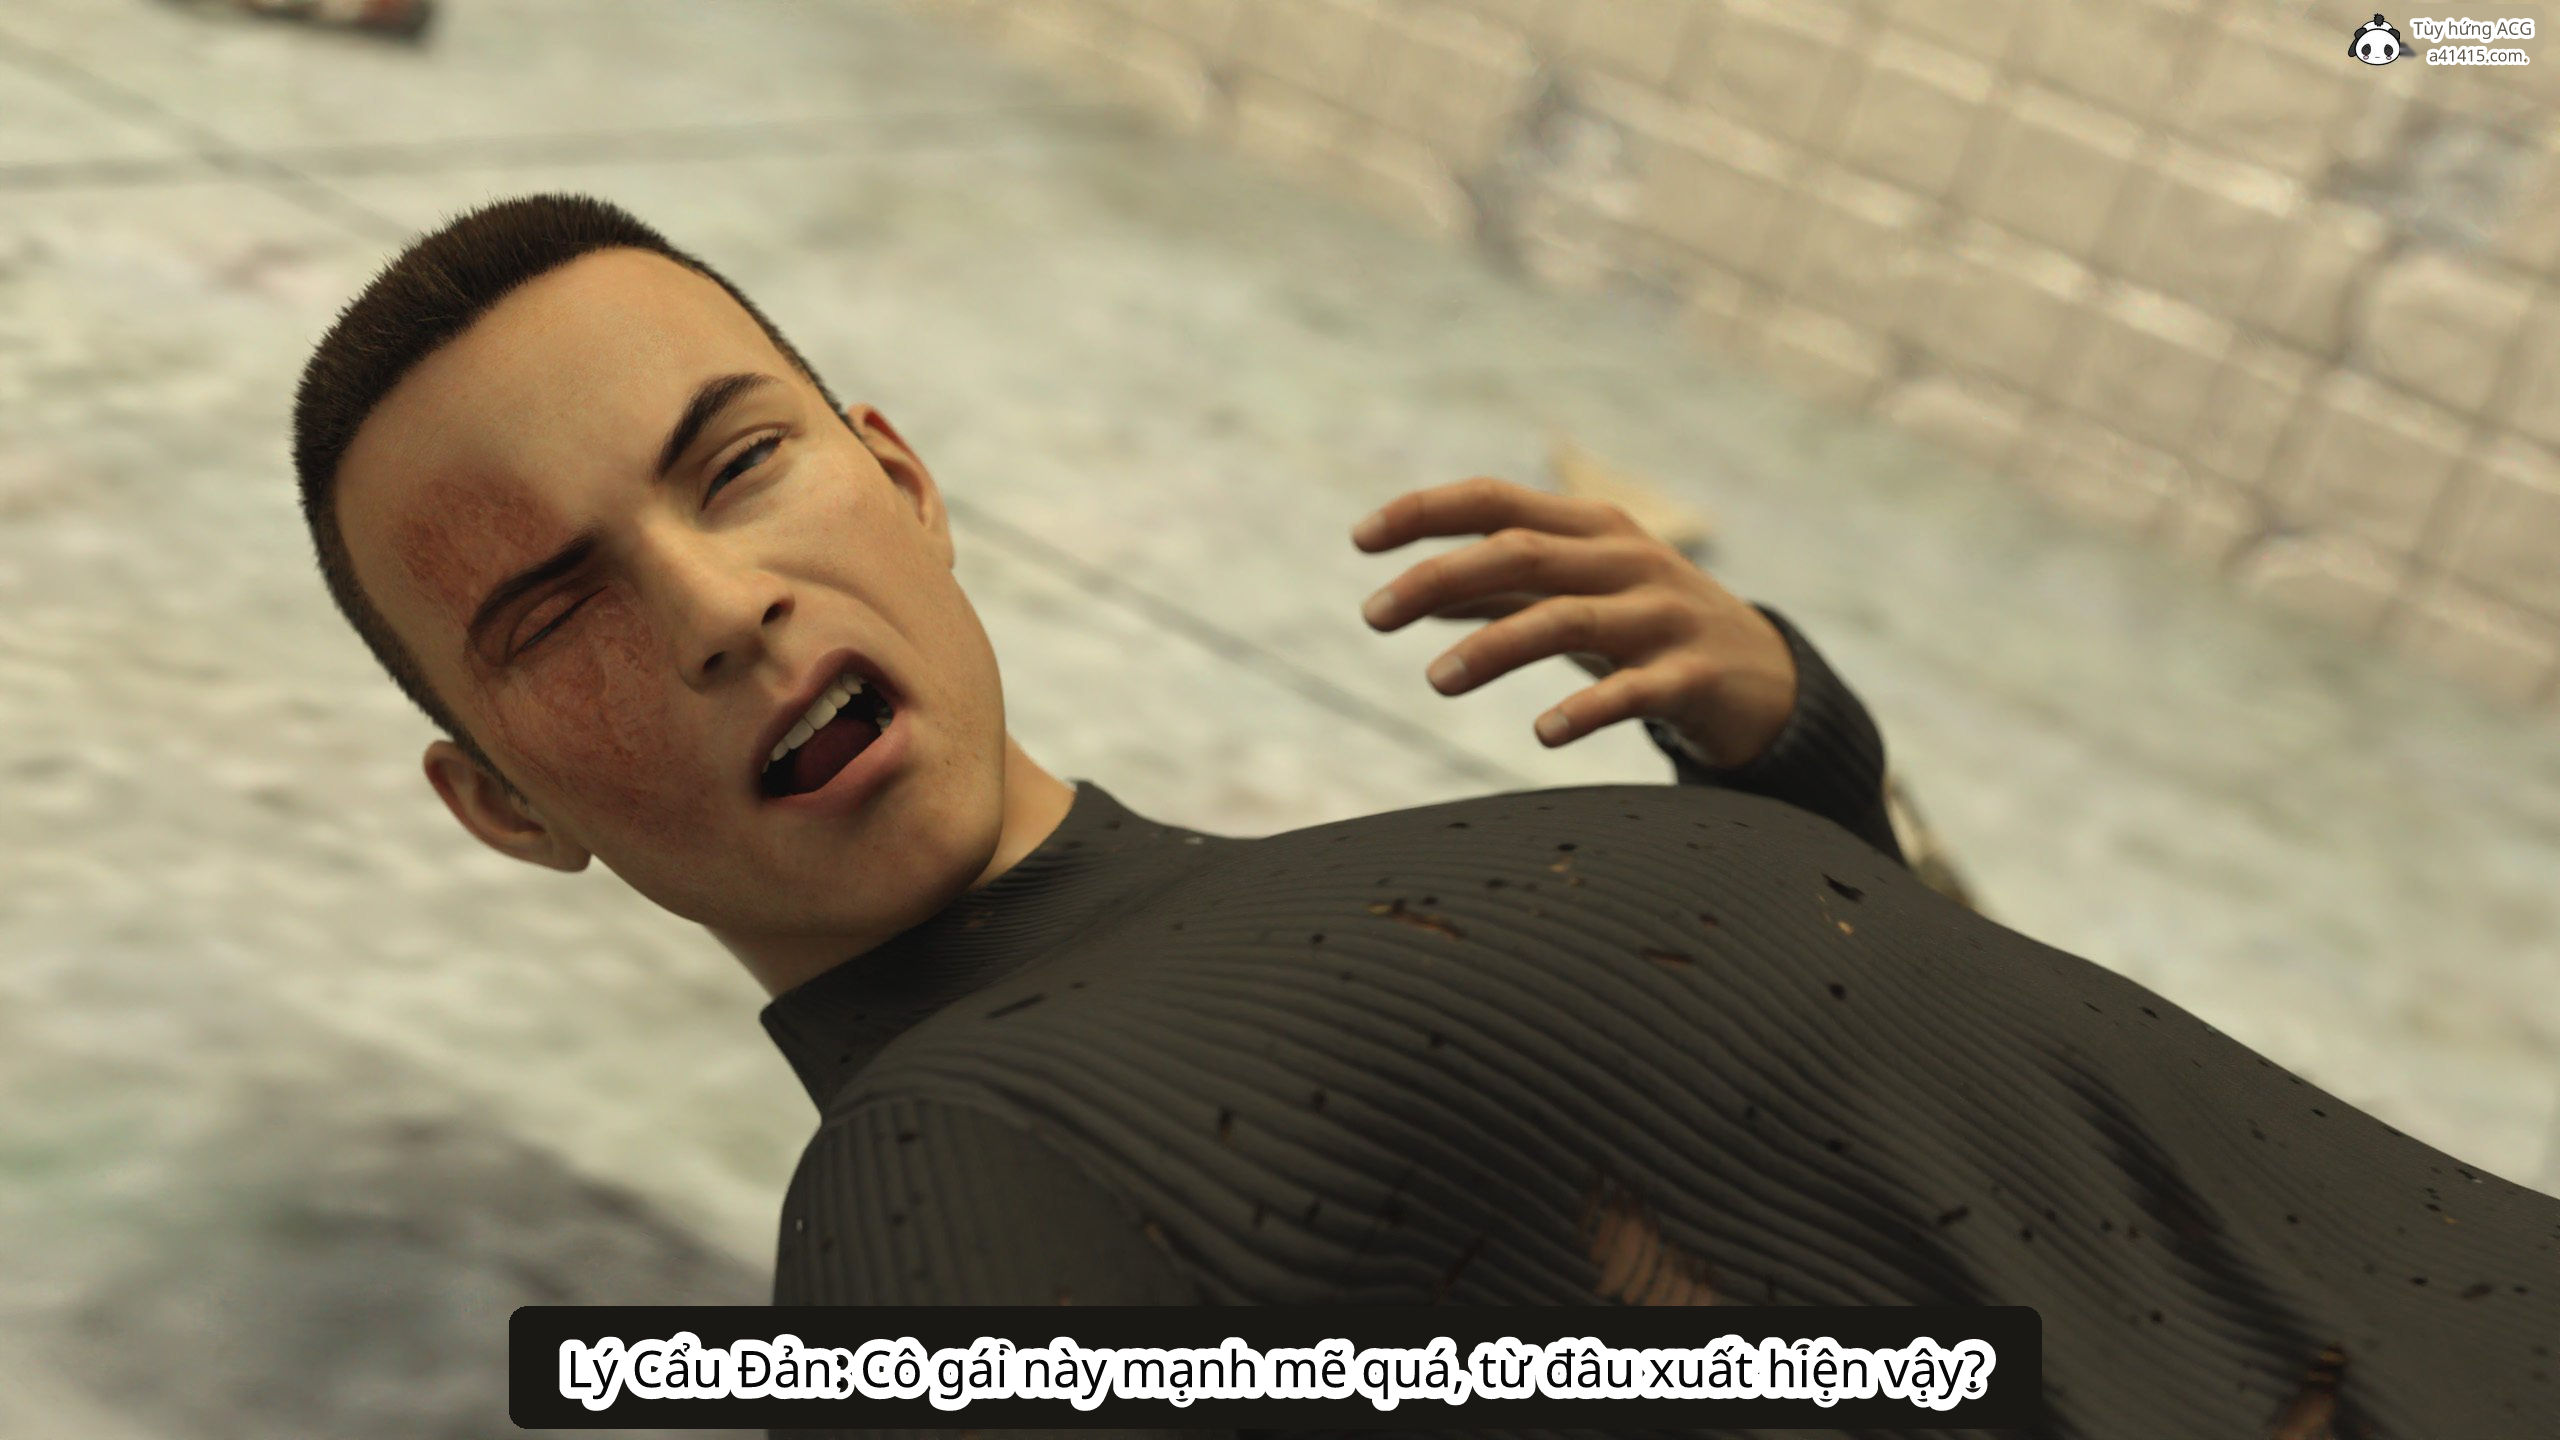 Tùy hứng ACG
a41415.com.
Lý Cẩu Đản: Cô gái này mạnh mẽ quá, từ đâu xuất hiện vậy?